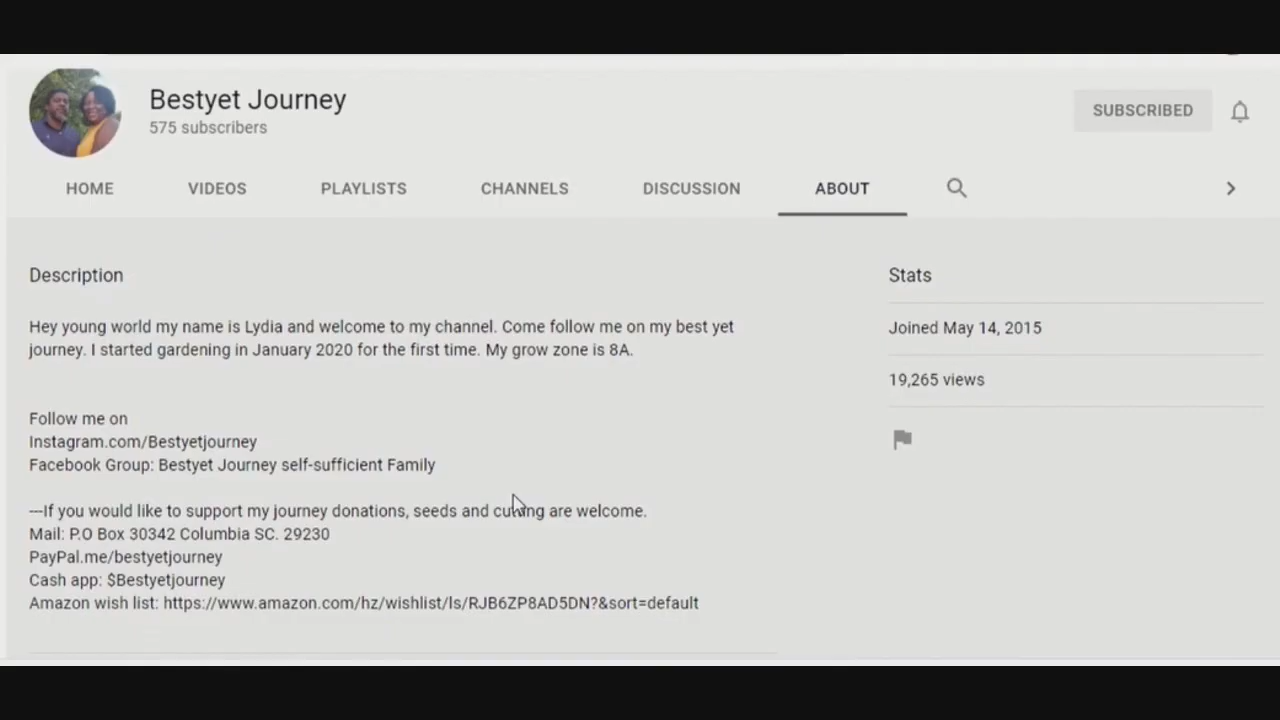 Bestyet Journey
575 subscribers
SUBSCRIBED
HOME VIDEOS PLAYLISTS CHANNELS DISCUSSION ABOUT
Description
Hey young world my name is Lydia and welcome to my channel. Come follow me on my best yet
journey. I started gardening in January 2020 for the first time. My grow zone is 8A.
Follow me on
Instagram.com/Bestyetjourney
Facebook Group: Bestyet Journey self-sufficient Family
---If you would like to support my journey donations, seeds and cutting are welcome.
Mail: P.O Box 30342 Columbia SC. 29230
PayPal.me/bestyetjourney
Cash app: $Bestyetjourney
Amazon wish list: https://www.amazon.com/hz/wishlist/ls/RJB6ZP8AD5DN?&sort=default
Stats
Joined May 14, 2015
19,265 views